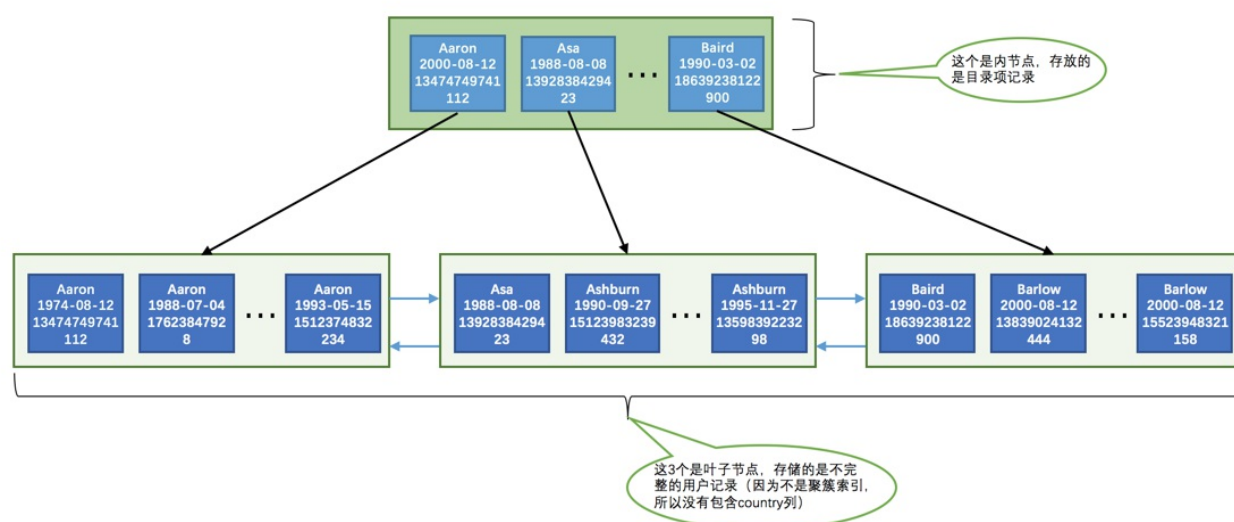 Aaron
2000-08-12
13474749741
112
Asa
1988-08-08
13928384294
23
...
Baird
1990-03-02
18639238122
900
这个是内节点，存放的
是目录项记录
Aaron
1974-08-12
13474749741
112
Aaron
1988-07-04
1762384792
8
...
Aaron
1993-05-15
1512374832
234
Asa
1988-08-08
13928384294
23
Ashburn
1990-09-27
15123983239
432
...
Ashburn
1995-11-27
13598392232
98
Baird
1990-03-02
18639238122
900
Barlow
2000-08-12
13839024132
444
...
Barlow
2000-08-12
15523948321
158
这3个是叶子节点，存储的是不完
整的用户记录（因为不是聚簇索引，
所以没有包含country列）